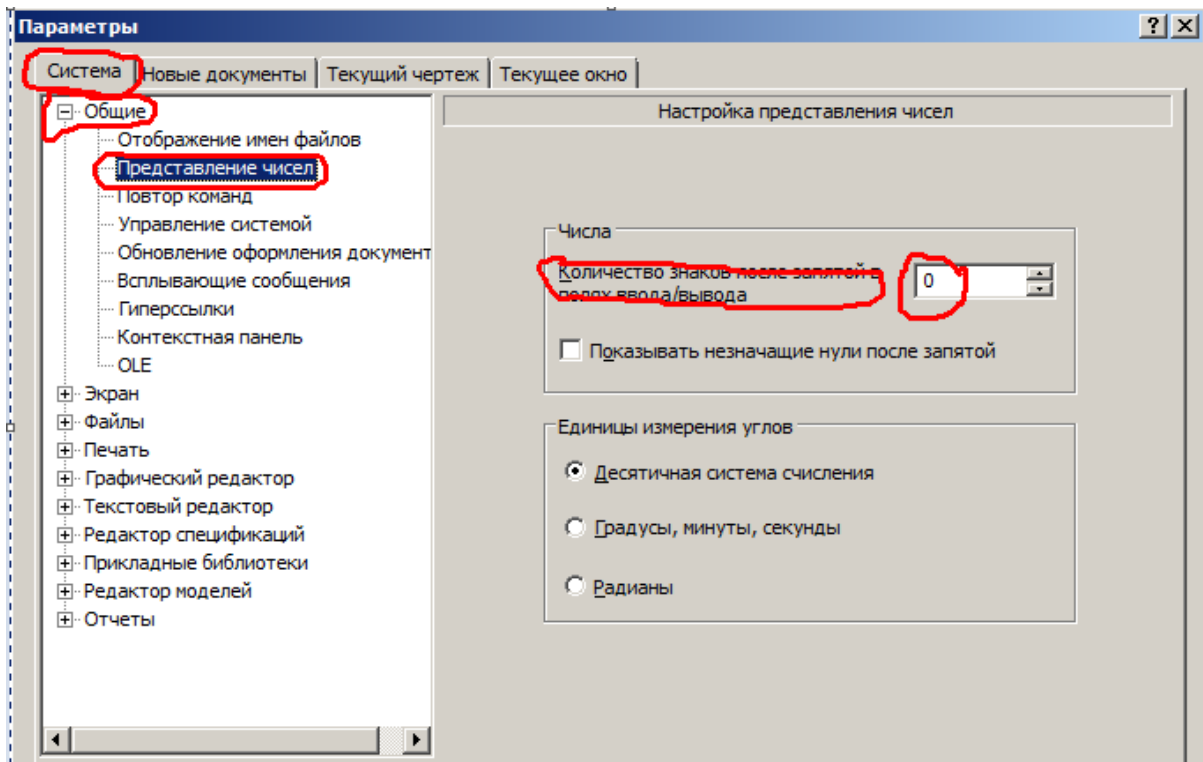 Параметры
Система
Новые документы
Текущий чертеж
Текущее окно
Общие
Отображение имен файлов
Представление чисел
Повтор команд
Управление системой
Обновление оформления документ
Всплывающие сообщения
Гиперссылки
Контекстная панель
OLE
Экран
Файлы
Печать
Графический редактор
Текстовый редактор
Редактор спецификаций
Прикладные библиотеки
Редактор моделей
Отчеты
Настройка представления чисел
Числа
Количество знаков после запятой в
полях ввода/вывода
0
Показывать незначащие нули после запятой
Единицы измерения углов
Десятичная система счисления
Градусы, минуты, секунды
Радианы